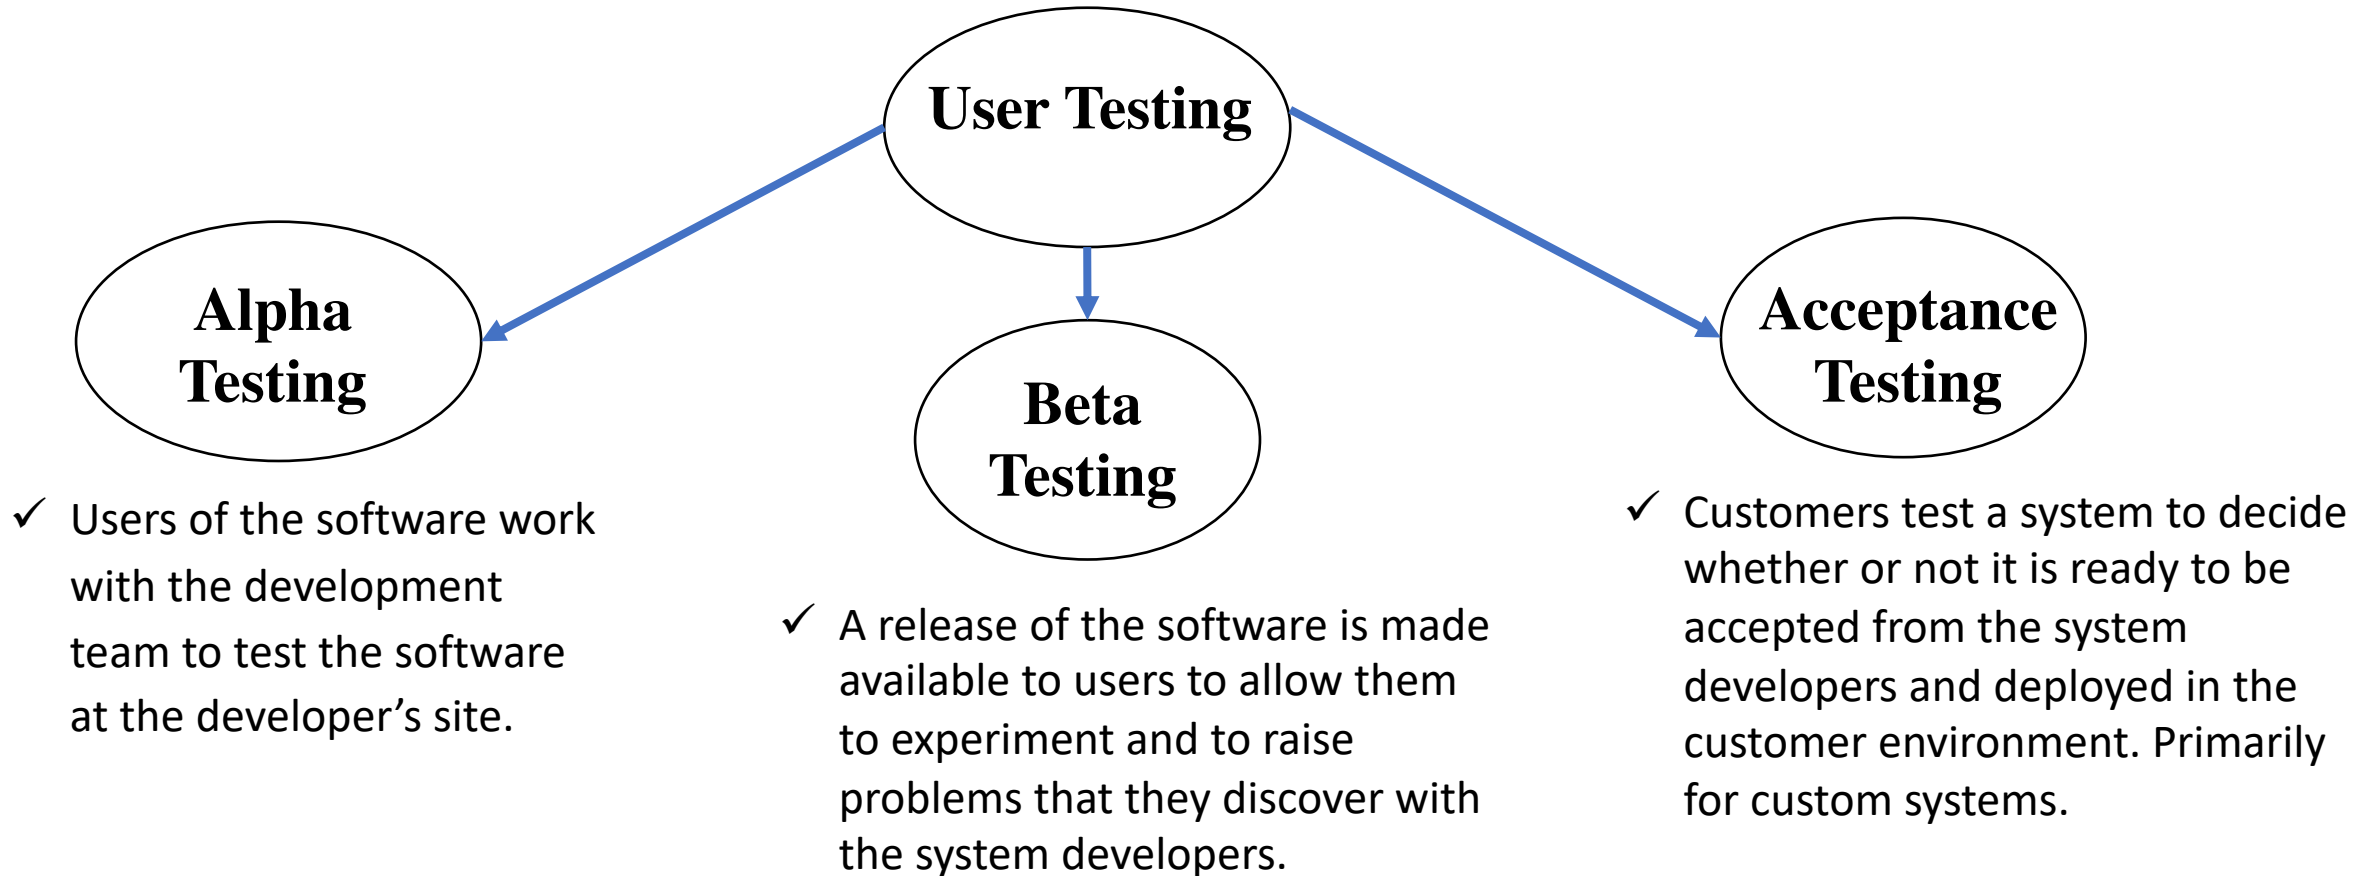 User Testing
Alpha
Testing
✓ Users of the software work
with the development
team to test the software
at the developer’s site.
Beta
Testing
✓ A release of the software is made
available to users to allow them
to experiment and to raise
problems that they discover with
the system developers.
Acceptance
Testing
✓ Customers test a system to decide
whether or not it is ready to be
accepted from the system
developers and deployed in the
customer environment. Primarily
for custom systems.